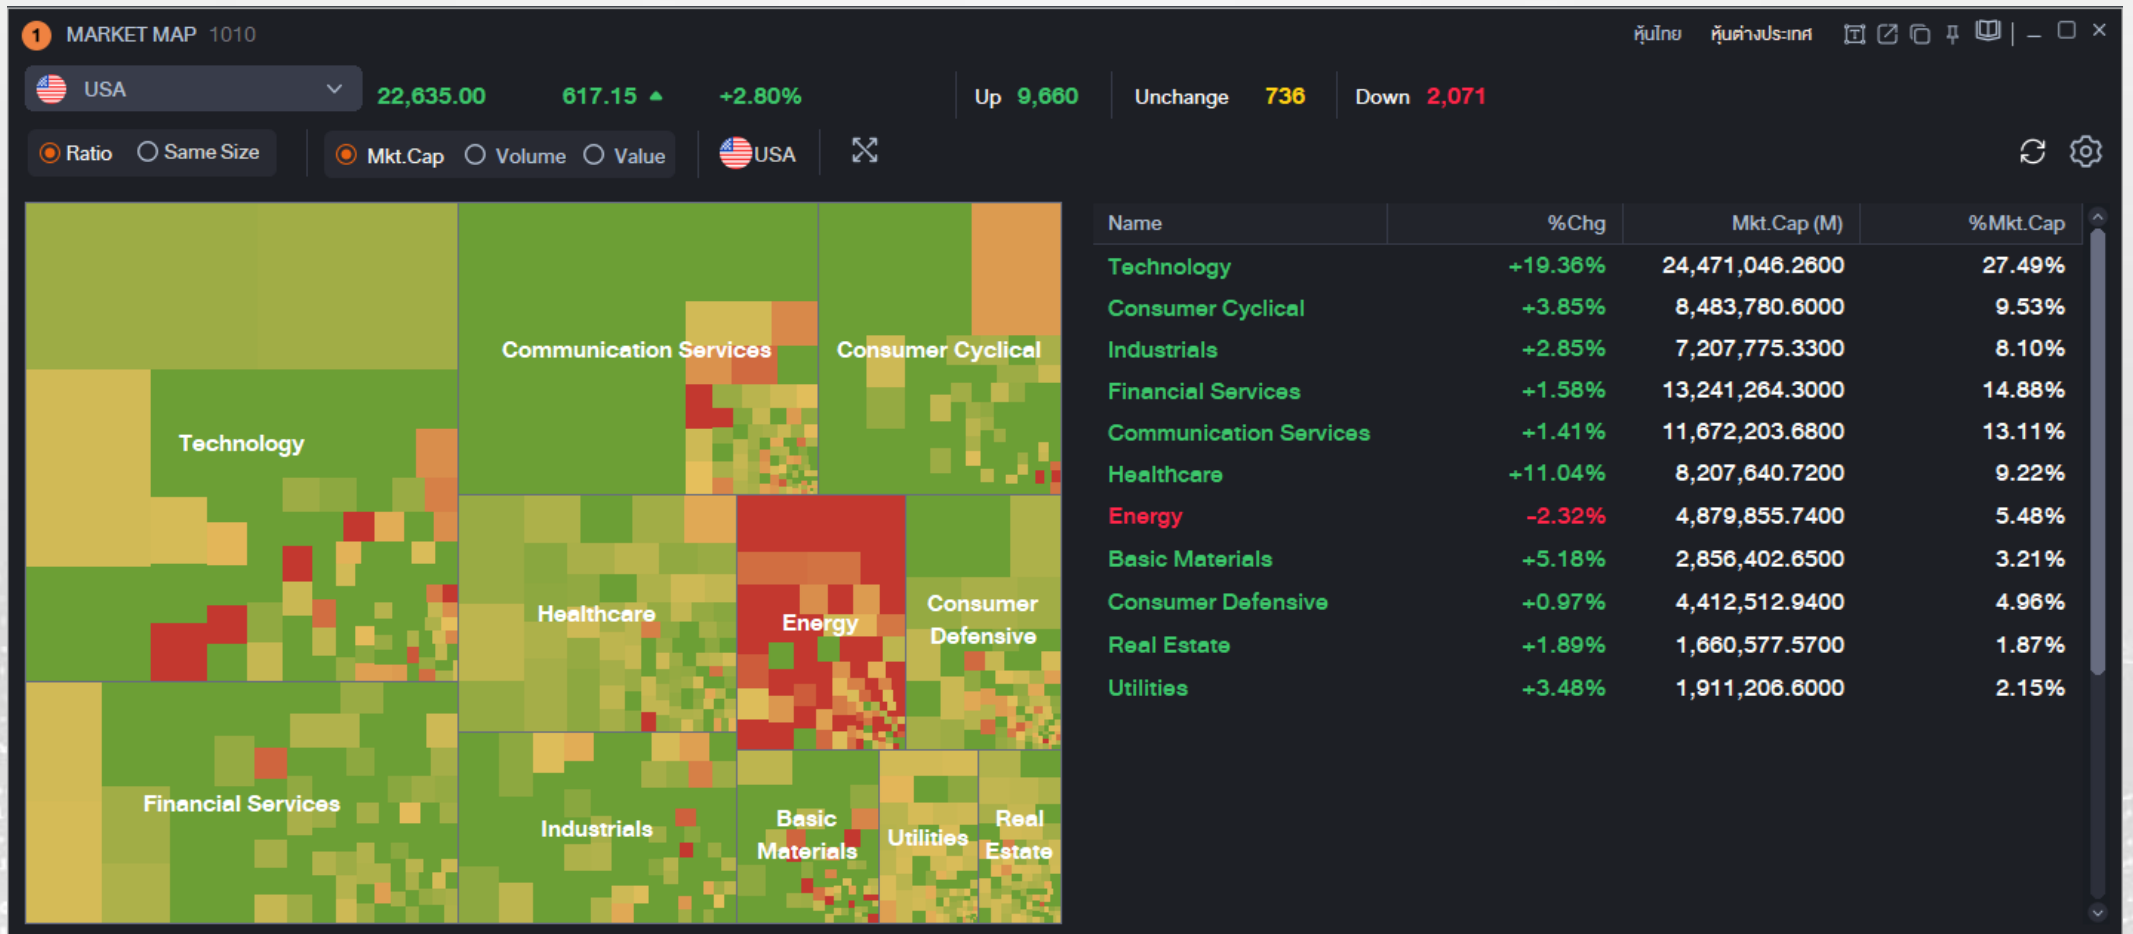 1 MARKET MAP 1010 หุ้นไทย หุ้นต่างประเทศ
USA 22,635.00 617.15 +2.80% Up 9,660 Unchange 736 Down 2,071
Ratio Same Size Mkt.Cap Volume Value USA
Name %Chg Mkt.Cap (M) %Mkt.Cap
Technology +19.36% 24,471,046.2600 27.49%
Consumer Cyclical +3.85% 8,483,780.6000 9.53%
Industrials +2.85% 7,207,775.3300 8.10%
Financial Services +1.58% 13,241,264.3000 14.88%
Communication Services +1.41% 11,672,203.6800 13.11%
Healthcare +11.04% 8,207,640.7200 9.22%
Energy -2.32% 4,879,855.7400 5.48%
Basic Materials +5.18% 2,856,402.6500 3.21%
Consumer Defensive +0.97% 4,412,512.9400 4.96%
Real Estate +1.89% 1,660,577.5700 1.87%
Utilities +3.48% 1,911,206.6000 2.15%
Technology
Communication Services
Consumer Cyclical
Healthcare
Energy
Consumer
Defensive
Financial Services
Industrials
Basic
Materials
Utilities
Real
Estate